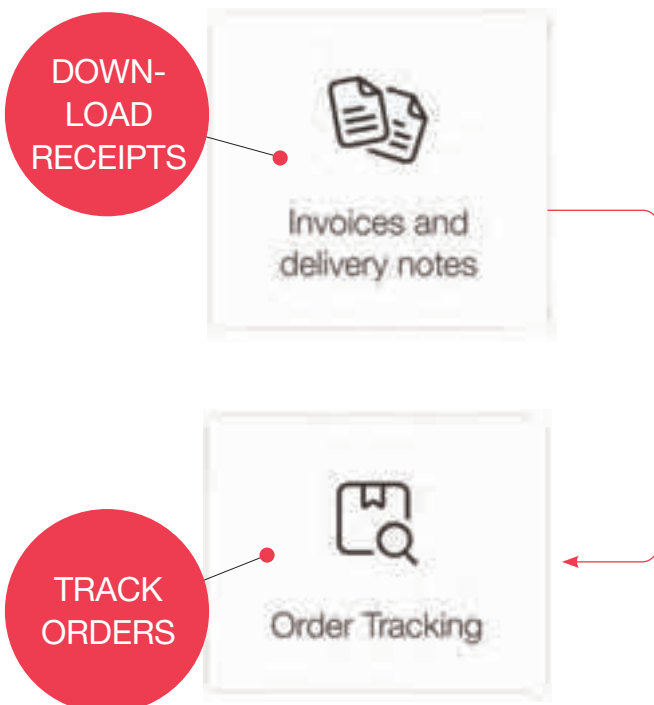 DOWN-
LOAD
RECEIPTS
Invoices and
delivery notes
TRACK
ORDERS
Order Tracking